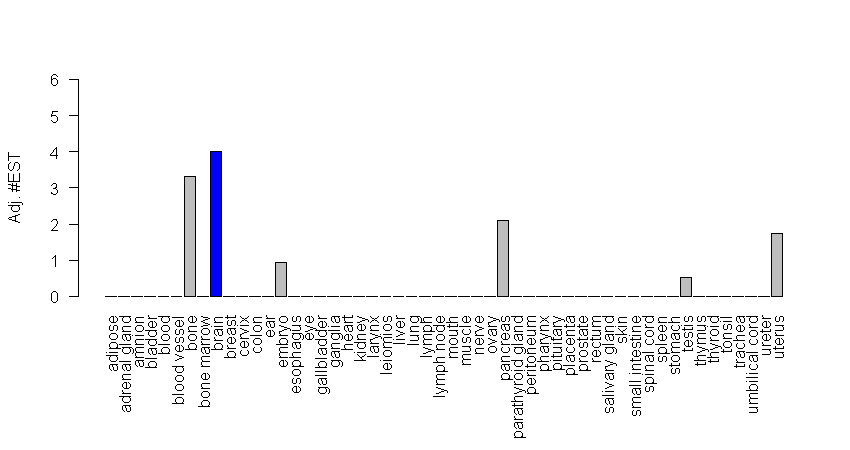 Adj. #EST
6
5
4
3
2
1
0
adipose
adrenal gland
amnion
bladder
blood
blood vessel
bone
bone marrow
brain
breast
cervix
colon
ear
embryo
esophagus
eye
gallbladder
ganglia
heart
kidney
larynx
leiomios
liver
lung
lymph
lymph node
mouth
muscle
nerve
ovary
pancreas
parathyroid gland
peritoneum
pharynx
pituitary
placenta
prostate
rectum
salivary gland
skin
small intestine
spinal cord
spleen
stomach
testis
thymus
thyroid
tonsil
trachea
umbilical cord
ureter
uterus